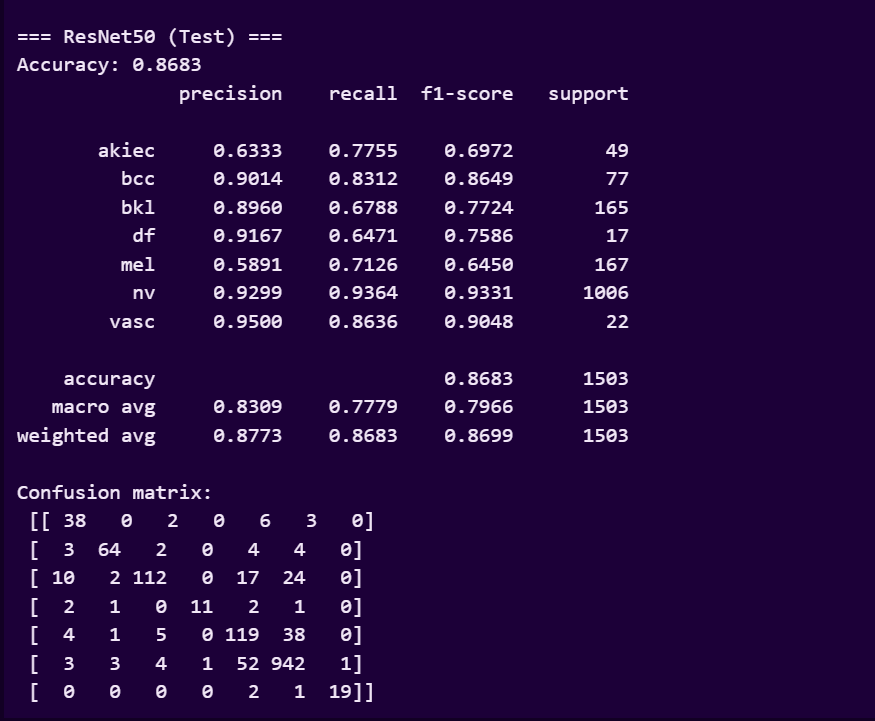 === ResNet50 (Test) ===
Accuracy: 0.8683
              precision    recall  f1-score   support

       akiec     0.6333    0.7755    0.6972        49
         bcc     0.9014    0.8312    0.8649        77
         bkl     0.8960    0.6788    0.7724       165
          df     0.9167    0.6471    0.7586        17
         mel     0.5891    0.7126    0.6450       167
          nv     0.9299    0.9364    0.9331      1006
        vasc     0.9500    0.8636    0.9048        22

    accuracy                         0.8683      1503
   macro avg     0.8309    0.7779    0.7966      1503
weighted avg     0.8773    0.8683    0.8699      1503

Confusion matrix:
 [[ 38   0   2   0   6   3   0]
 [  3  64   2   0   4   4   0]
 [ 10   2 112   0  17  24   0]
 [  2   1   0  11   2   1   0]
 [  4   1   5   0 119  38   0]
 [  3   3   4   1  52 942   1]
 [  0   0   0   0   2   1  19]]